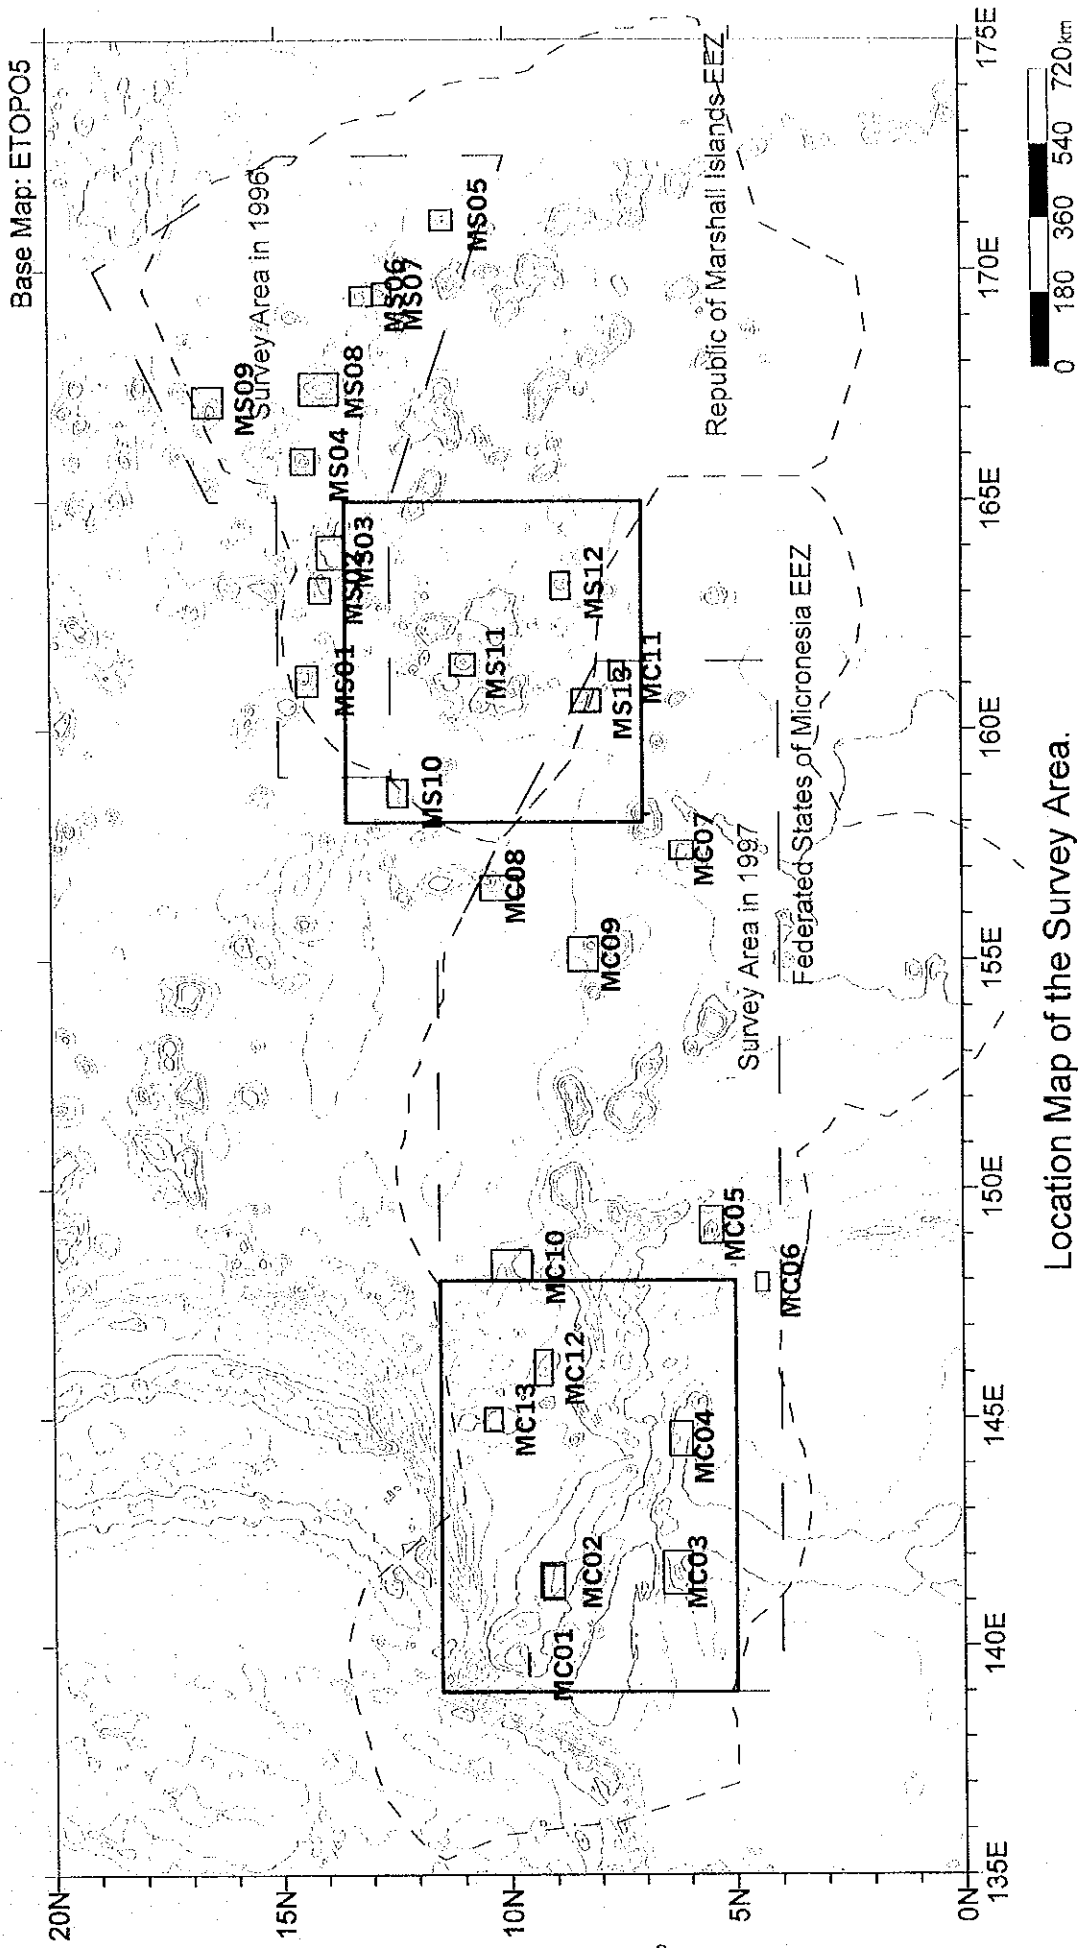 Base Map: ETOPO5
20N
15N
10N
5N
0N
135E
140E
145E
150E
155E
160E
165E
170E
175E
Survey Area in 1996
MS09
MS08
MS06
MS07
MS05
MS04
MS03
MS02
MS01
MS10
MS11
MS12
MS13
MC11
MC08
MC09
MC07
MC10
MC12
MC13
MC01
MC02
MC03
MC04
MC05
MC06
Republic of Marshall Islands EEZ
Survey Area in 1997
Federated States of Micronesia EEZ
0 180 360 540 720km
Location Map of the Survey Area.